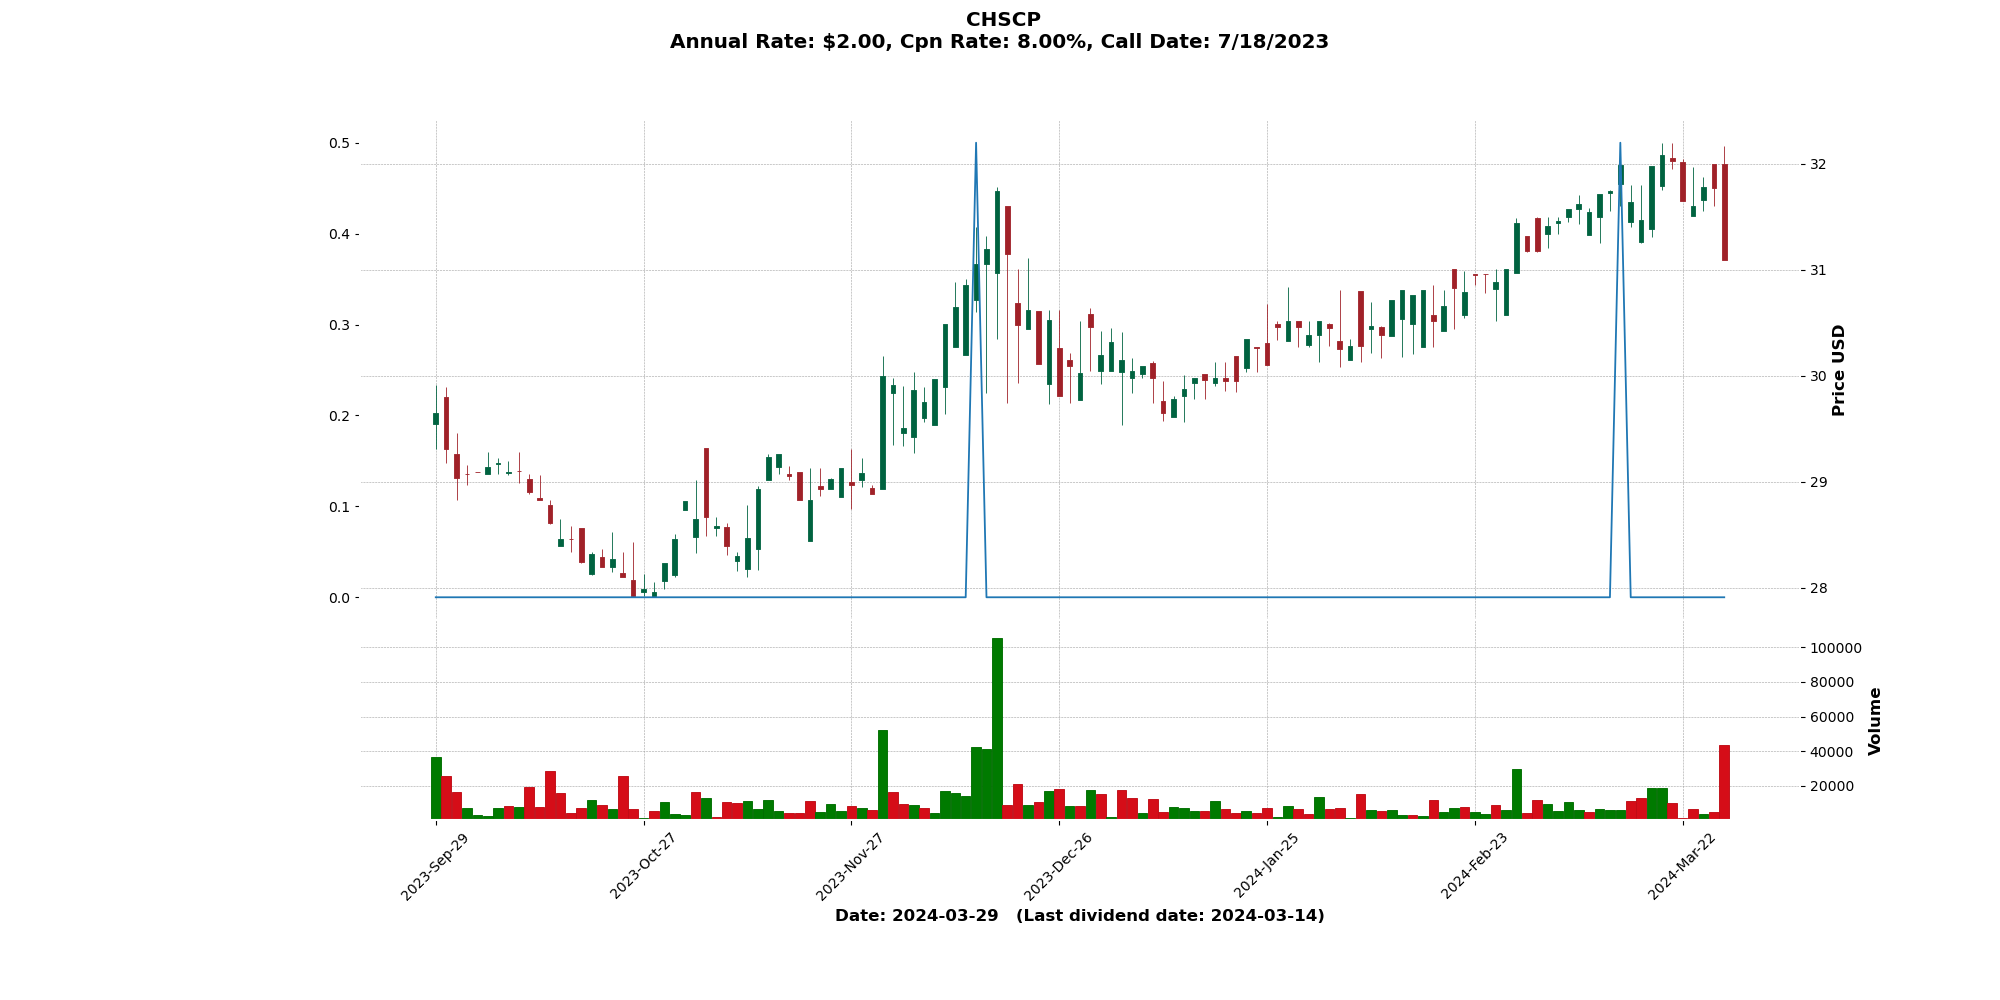 CHSCP
Annual Rate: $2.00, Cpn Rate: 8.00%, Call Date: 7/18/2023
0.5
0.4
0.3
0.2
0.1
0.0
32
31
30
29
28
Price USD
100000
80000
60000
40000
20000
Volume
2023-Sep-29
2023-Oct-27
2023-Nov-27
2023-Dec-26
2024-Jan-25
2024-Feb-23
2024-Mar-22
Date: 2024-03-29 (Last dividend date: 2024-03-14)